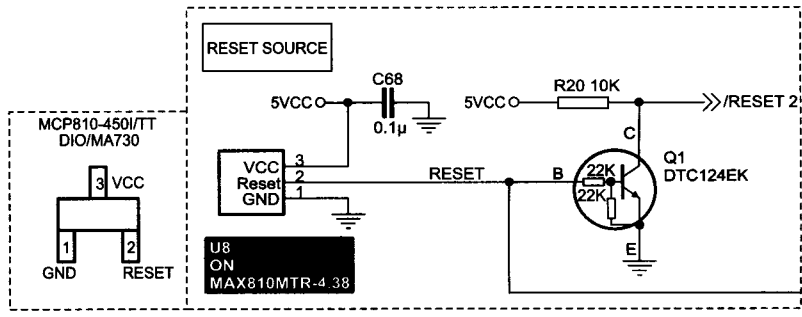 RESET SOURCE
C68
5VCC
0.1µ
R20 10K
5VCC
/RESET 2
MCP810-450I/TT
DIO/MA730
3 VCC
1
2
GND
RESET
VCC 3
Reset 2
GND 1
RESET
B
C
E
22K
22K
Q1
DTC124EK
U8
ON
MAX810MTR-4.38